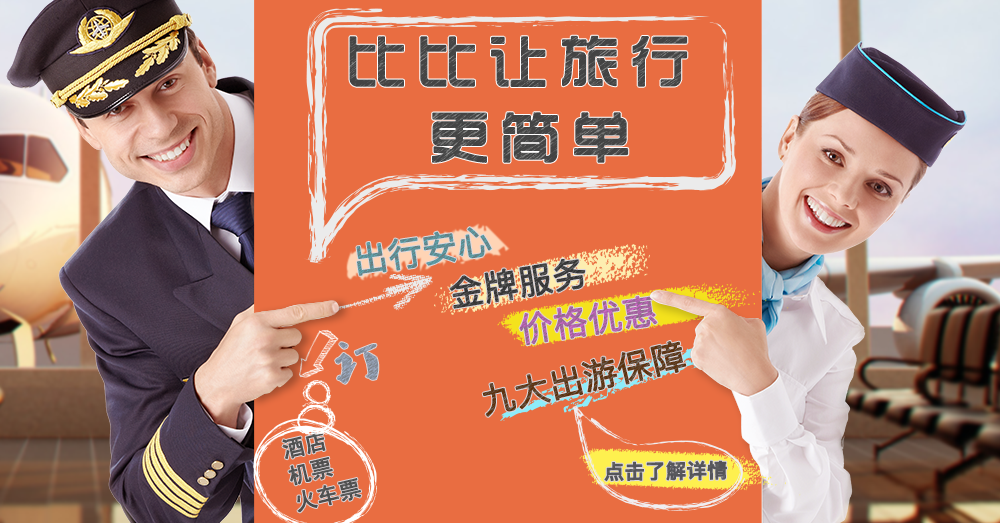 比比让旅行
更简单
出行安心
金牌服务
价格优惠
九大出游保障
订
酒店
机票
火车票
点击了解详情